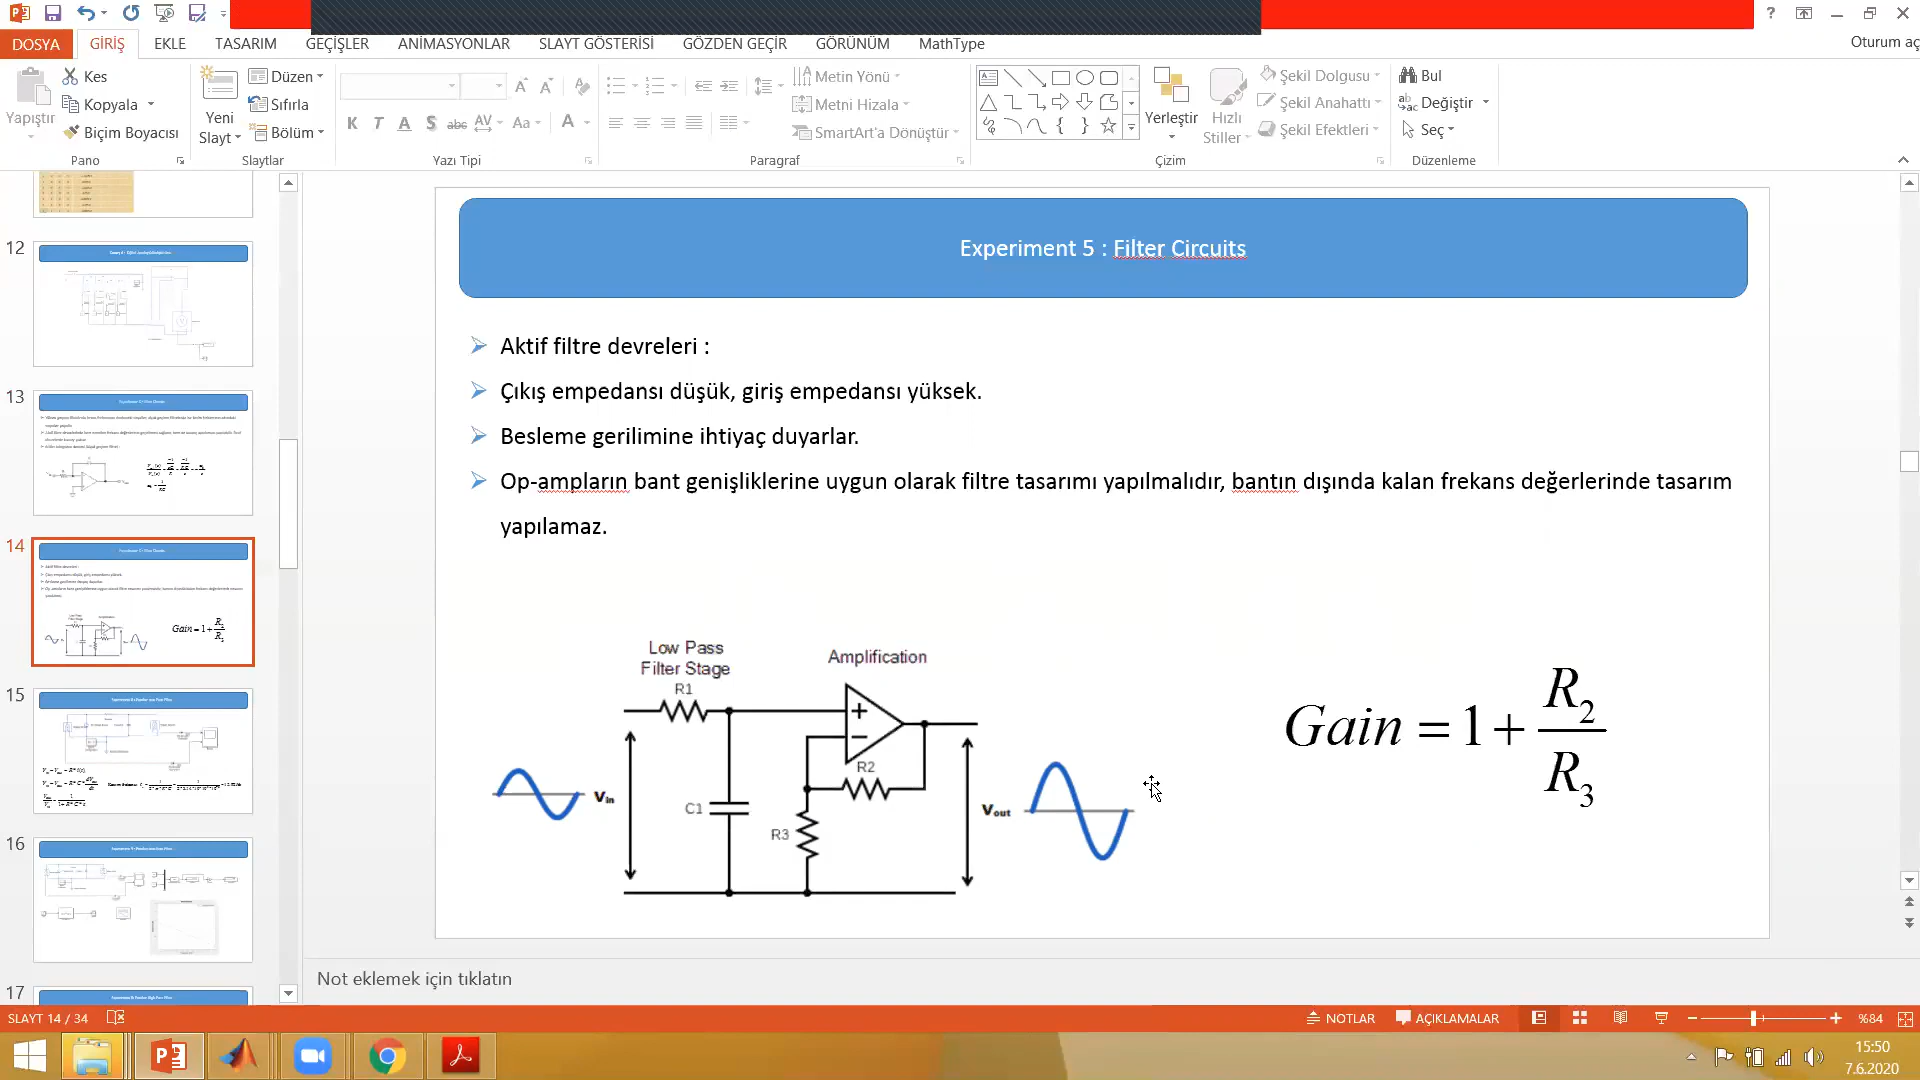 DOSYA GİRİŞ EKLE TASARIM GEÇİŞLER ANİMASYONLAR SLAYT GÖSTERİSİ GÖZDEN GEÇİR GÖRÜNÜM MathType Oturum aç
Yapıştır
Kes
Kopyala
Biçim Boyacısı
Pano
Yeni
Slayt
Düzen
Sıfırla
Bölüm
Slaytlar
K T A S abc AV Aa A
Yazı Tipi
Metin Yönü
Metni Hizala
SmartArt'a Dönüştür
Paragraf
Yerleştir
Hızlı
Stiller
Şekil Dolgusu
Şekil Anahattı
Şekil Efektleri
Çizim
Bul
Değiştir
Seç
Düzenleme
12
13
14
15
16
17
Experiment 5 : Filter Circuits
Aktif filtre devreleri :
Çıkış empedansı düşük, giriş empedansı yüksek.
Besleme gerilimine ihtiyaç duyarlar.
Op-ampların bant genişliklerine uygun olarak filtre tasarımı yapılmalıdır, bantın dışında kalan frekans değerlerinde tasarım
yapılamaz.
Low Pass
Filter Stage
Amplification
R1
R2
C1
R3
Vin
Vout
Gain = 1 + R2 / R3
Not eklemek için tıklatın
SLAYT 14 / 34
NOTLAR
AÇIKLAMALAR
%84
15:50
7.6.2020